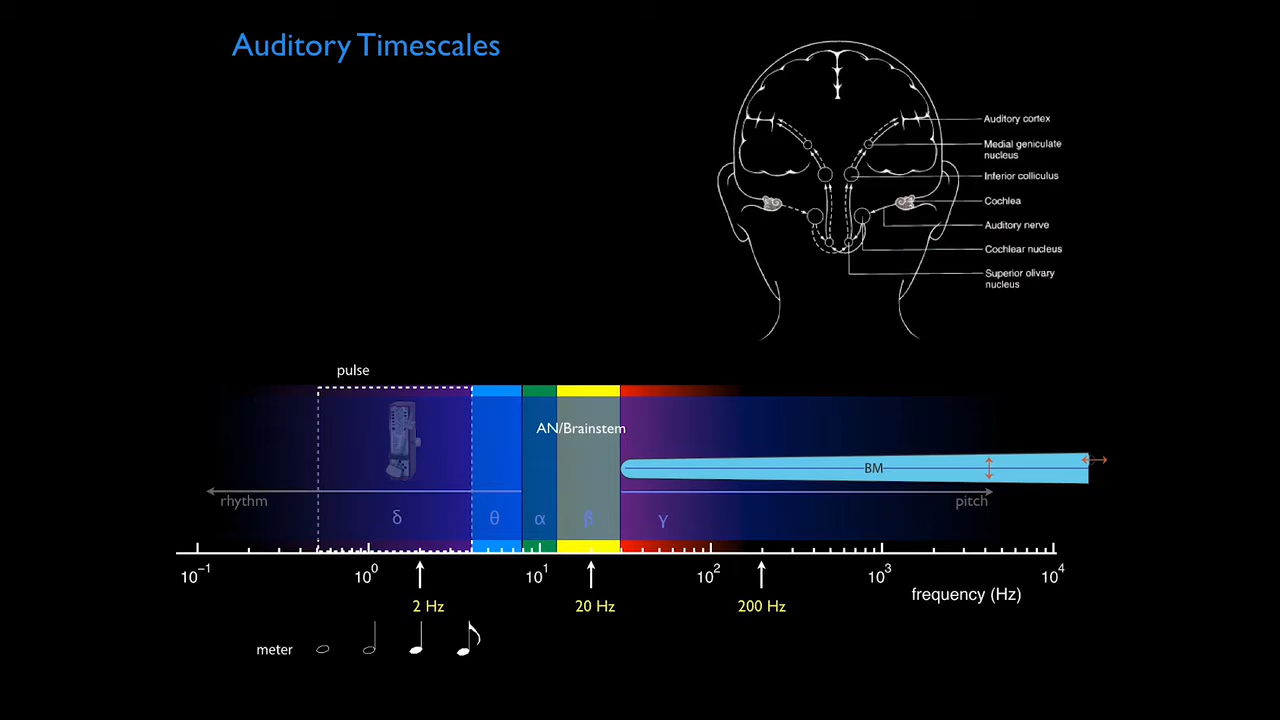 Auditory Timescales
Auditory cortex
Medial geniculate
nucleus
Inferior colliculus
Cochlea
Auditory nerve
Cochlear nucleus
Superior olivary
nucleus
pulse
AN/Brainstem
BM
rhythm
pitch
δ θ α β γ
10⁻¹ 10⁰ 10¹ 10² 10³ 10⁴
frequency (Hz)
2 Hz 20 Hz 200 Hz
meter